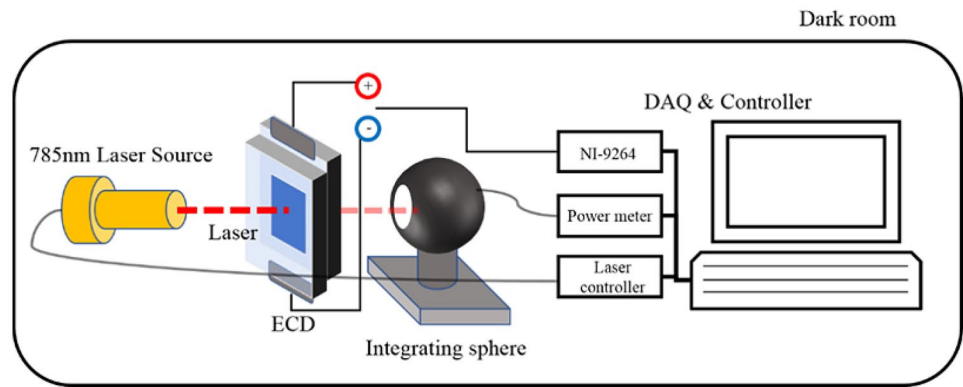 Dark room
DAQ & Controller
785nm Laser Source
+
-
NI-9264
Laser
Power meter
Laser
controller
ECD
Integrating sphere